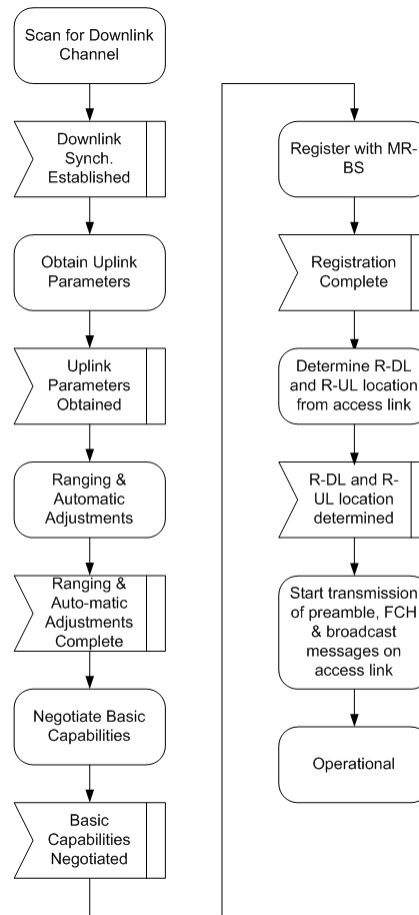 Scan for Downlink
Channel
Downlink
Synch.
Established
Obtain Uplink
Parameters
Uplink
Parameters
Obtained
Ranging &
Automatic
Adjustments
Ranging &
Auto-matic
Adjustments
Complete
Negotiate Basic
Capabilities
Basic
Capabilities
Negotiated
Register with MR-
BS
Registration
Complete
Determine R-DL
and R-UL location
from access link
R-DL and R-
UL location
determined
Start transmission
of preamble, FCH
& broadcast
messages on
access link
Operational